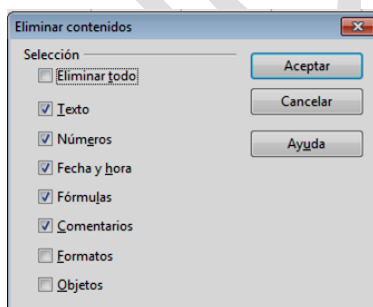 Eliminar contenidos
Selección
Eliminar todo
Texto
Números
Fecha y hora
Fórmulas
Comentarios
Formatos
Objetos
Aceptar
Cancelar
Ayuda